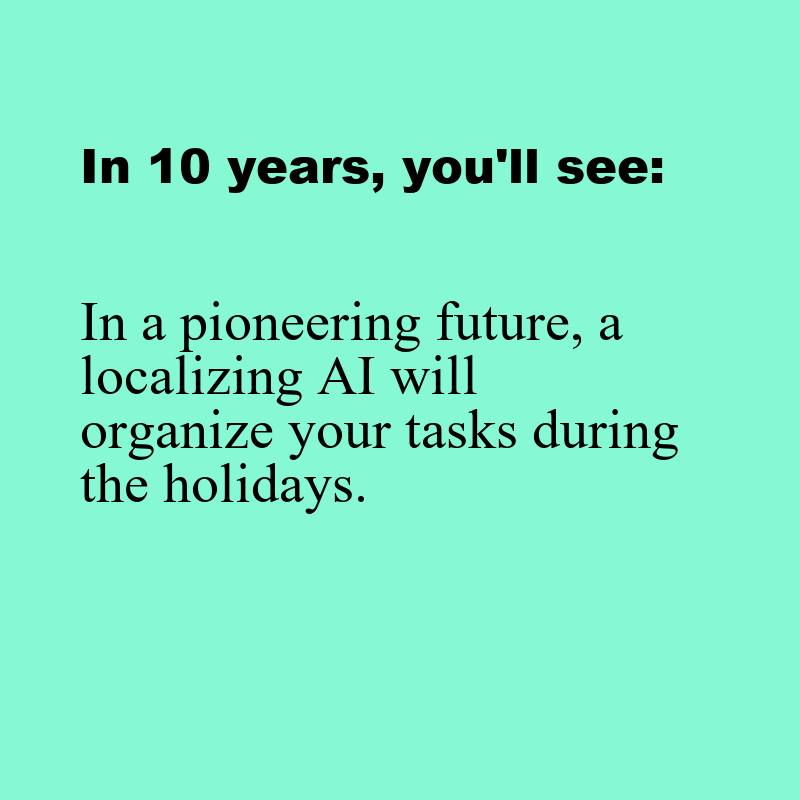 In 10 years, you'll see:
In a pioneering future, a
localizing AI will
organize your tasks during
the holidays.